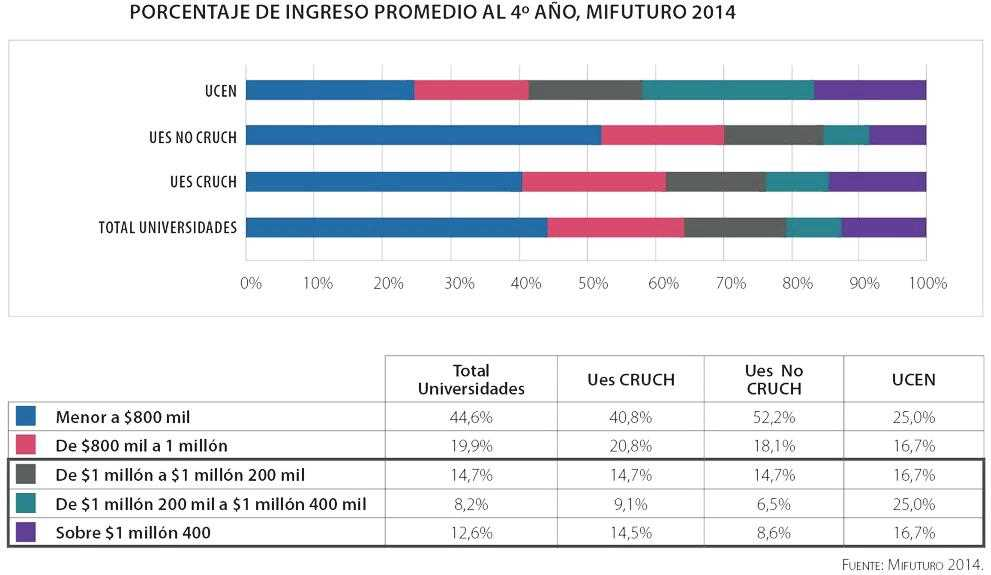 PORCENTAJE DE INGRESO PROMEDIO AL 4º AÑO, MIFUTURO 2014
UCEN
UES NO CRUCH
UES CRUCH
TOTAL UNIVERSIDADES
0% 10% 20% 30% 40% 50% 60% 70% 80% 90% 100%
Total Universidades Ues CRUCH Ues No CRUCH UCEN
Menor a $800 mil 44,6% 40,8% 52,2% 25,0%
De $800 mil a 1 millón 19,9% 20,8% 18,1% 16,7%
De $1 millón a $1 millón 200 mil 14,7% 14,7% 14,7% 16,7%
De $1 millón 200 mil a $1 millón 400 mil 8,2% 9,1% 6,5% 25,0%
Sobre $1 millón 400 12,6% 14,5% 8,6% 16,7%
FUENTE: MIFUTURO 2014.